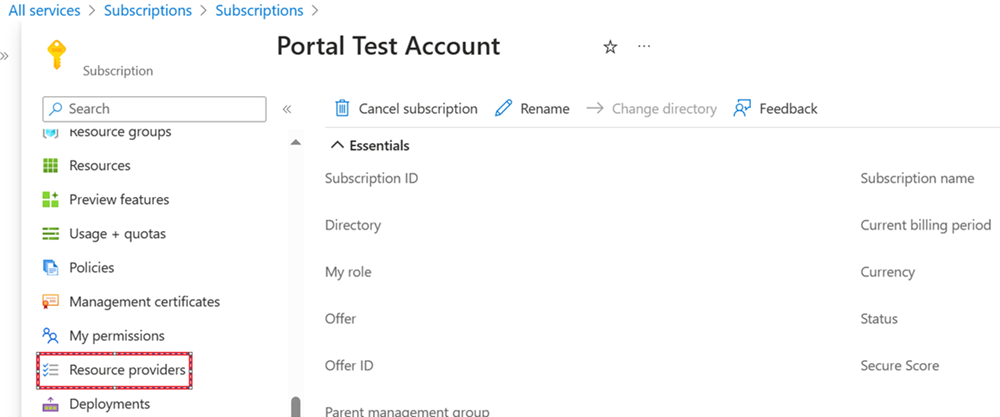 All services > Subscriptions > Subscriptions >
»
Portal Test Account
Subscription
Search
«
Cancel subscription Rename Change directory Feedback
Resource groups
Resources
Preview features
Usage + quotas
Policies
Management certificates
My permissions
Resource providers
Deployments
Essentials
Subscription ID Subscription name
Directory Current billing period
My role Currency
Offer Status
Offer ID Secure Score
Parent management group